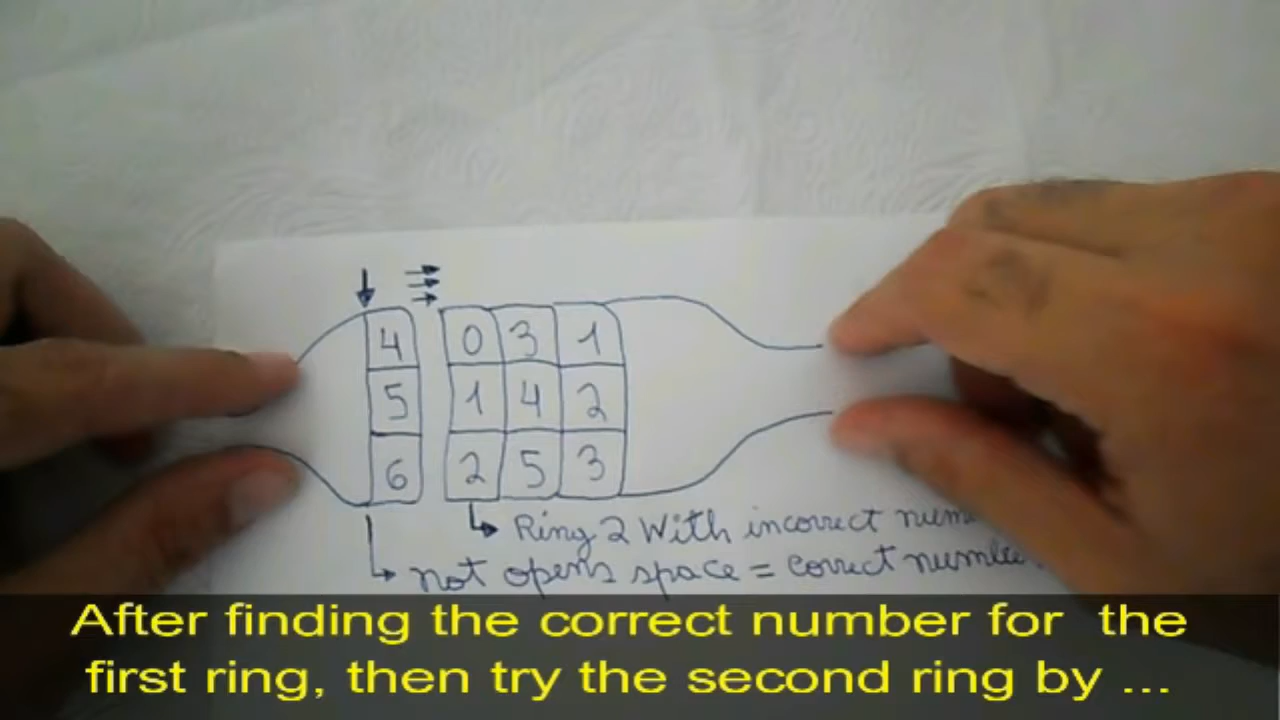 4 0 3 1
5 1 4 2
6 2 5 3
Ring 2 With incorrect
not opens space = correct number
After finding the correct number for the
first ring, then try the second ring by ...